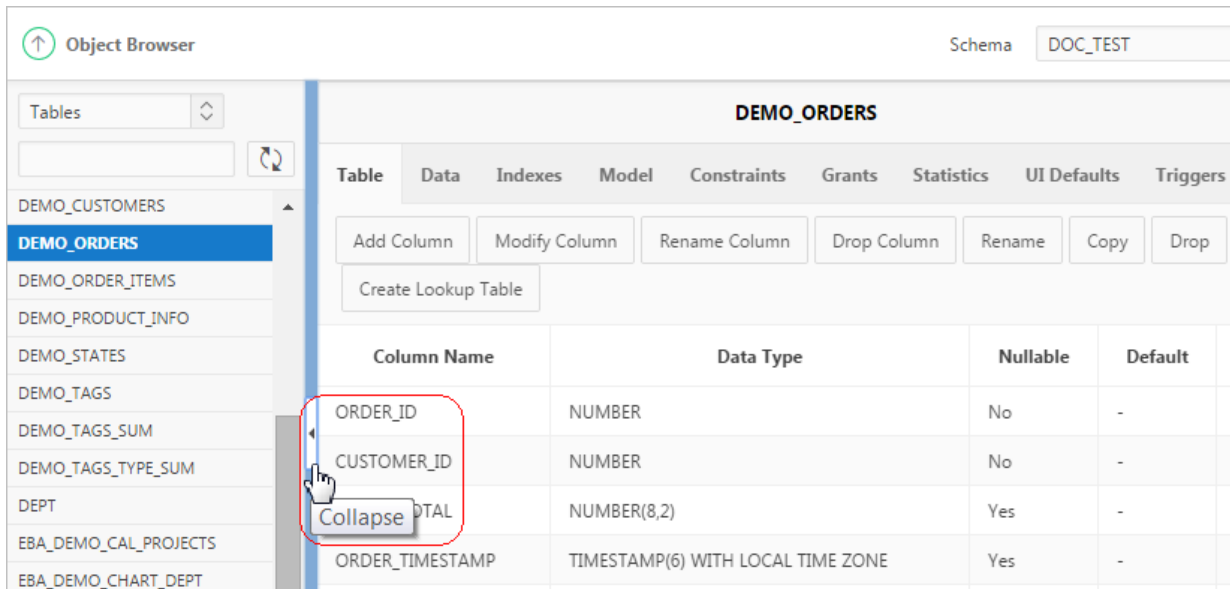 Object Browser
Schema DOC_TEST
Tables
DEMO_CUSTOMERS
DEMO_ORDERS
DEMO_ORDER_ITEMS
DEMO_PRODUCT_INFO
DEMO_STATES
DEMO_TAGS
DEMO_TAGS_SUM
DEMO_TAGS_TYPE_SUM
DEPT
EBA_DEMO_CAL_PROJECTS
EBA_DEMO_CHART_DEPT
DEMO_ORDERS
Table Data Indexes Model Constraints Grants Statistics UI Defaults Triggers
Add Column Modify Column Rename Column Drop Column Rename Copy Drop
Create Lookup Table
Column Name Data Type Nullable Default
ORDER_ID NUMBER No -
CUSTOMER_ID NUMBER No -
OTAL NUMBER(8,2) Yes -
Collapse
ORDER_TIMESTAMP TIMESTAMP(6) WITH LOCAL TIME ZONE Yes -